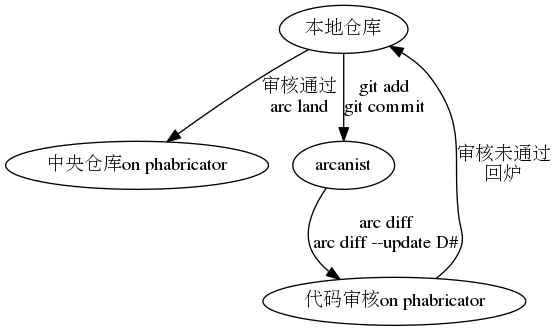 本地仓库
审核通过
arc land
git add
git commit
中央仓库on phabricator
arcanist
审核未通过
回炉
arc diff
arc diff --update D#
代码审核on phabricator